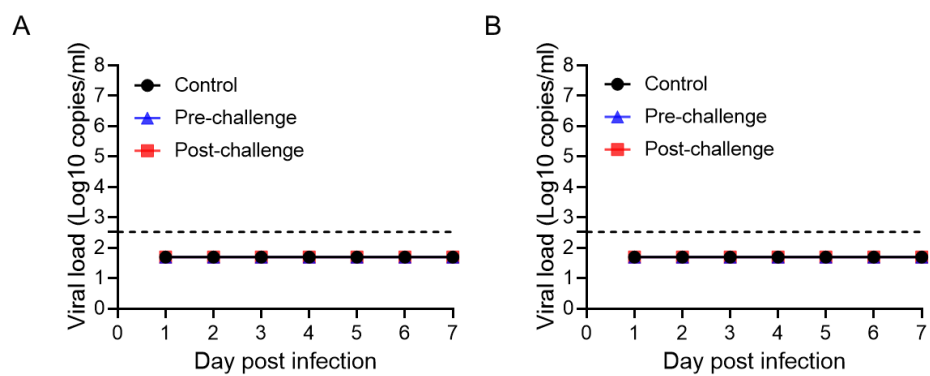 A
Viral load (Log10 copies/ml)
8
7
6
5
4
3
2
1
0
Control
Pre-challenge
Post-challenge
0 1 2 3 4 5 6 7
Day post infection
B
Viral load (Log10 copies/ml)
8
7
6
5
4
3
2
1
0
Control
Pre-challenge
Post-challenge
0 1 2 3 4 5 6 7
Day post infection